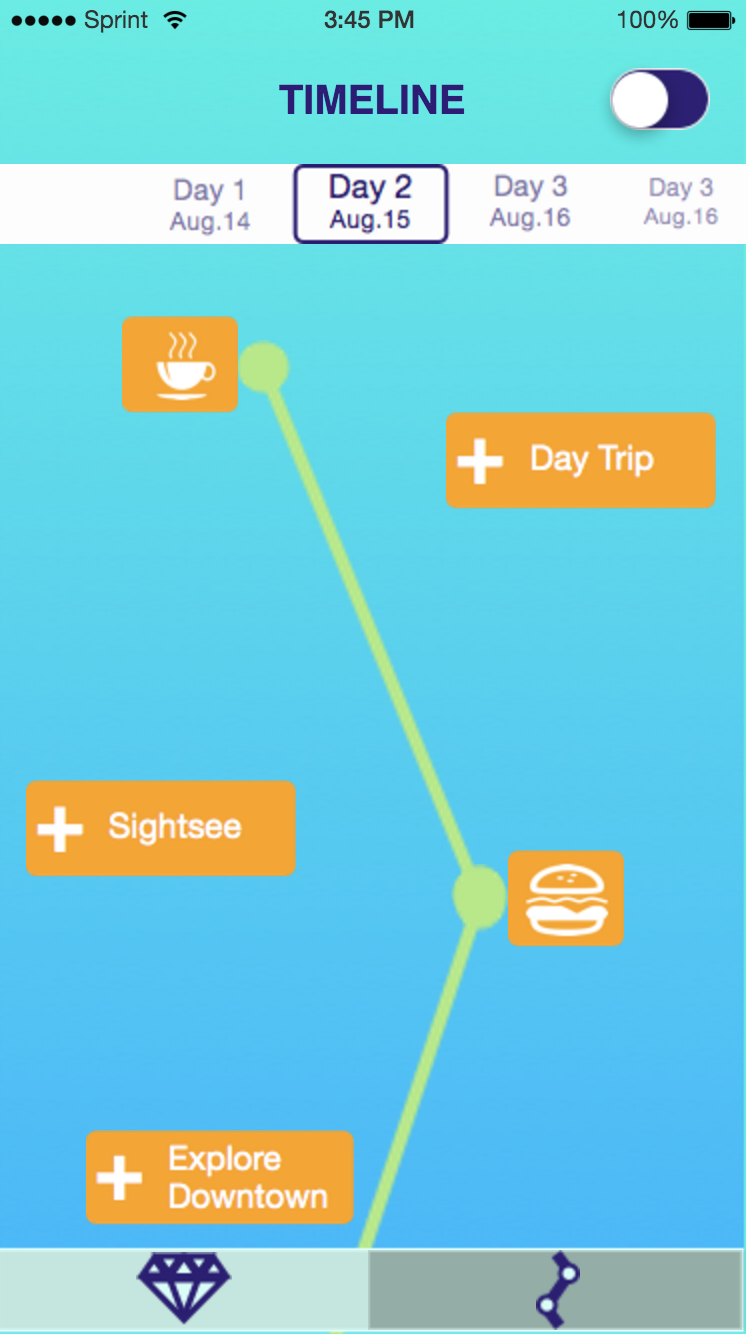 ●●●●● Sprint 3:45 PM 100%
TIMELINE
Day 1 Day 2 Day 3 Day 3
Aug.14 Aug.15 Aug.16 Aug.16
Day Trip
Sightsee
Explore
Downtown